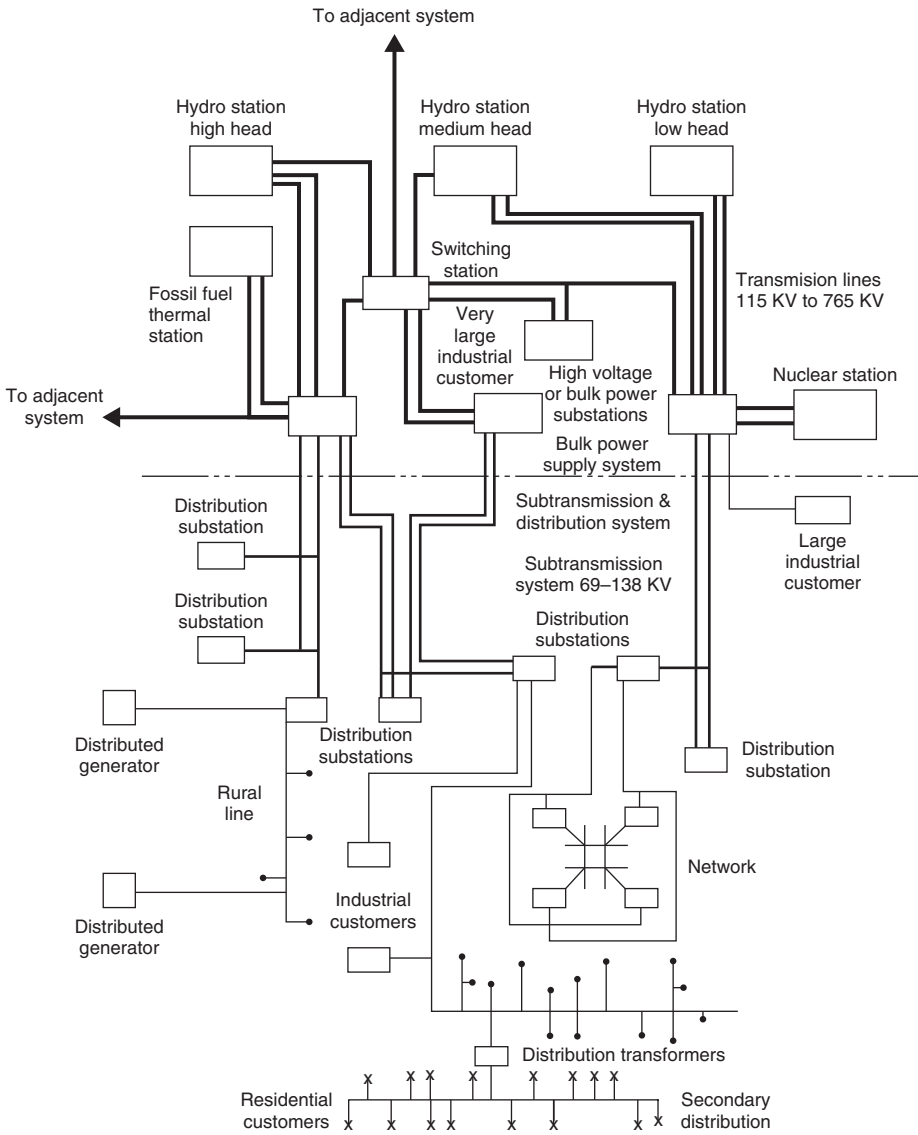 To adjacent system
Hydro station
high head
Hydro station
medium head
Hydro station
low head
Switching
station
Fossil fuel
thermal
station
Transmision lines
115 KV to 765 KV
Very
large
industrial
customer
High voltage
or bulk power
substations
Nuclear station
To adjacent
system
Bulk power
supply system
Distribution
substation
Subtransmission &
distribution system
Large
industrial
customer
Subtransmission
system 69–138 KV
Distribution
substation
Distribution
substations
Distributed
generator
Distribution
substations
Distribution
substation
Rural
line
Network
Distributed
generator
Industrial
customers
Distribution transformers
Residential
customers
x x x x x x x x
x x x x x x x x
Secondary
distribution